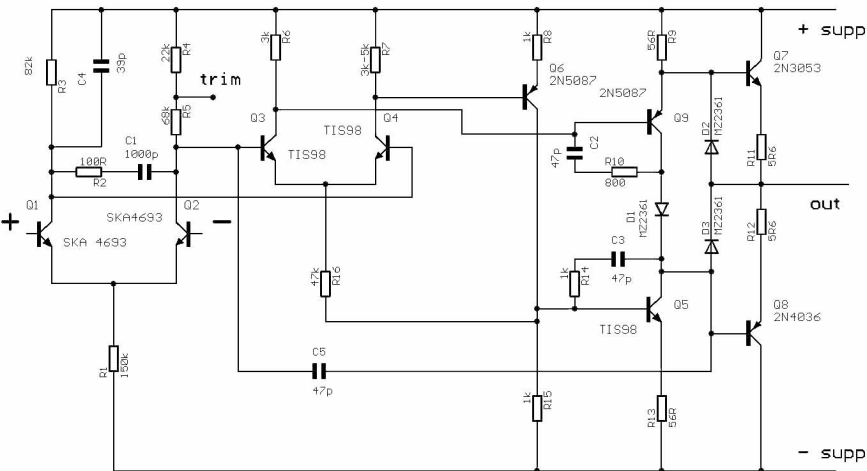 + supp
82k
R3
C4
39p
22k
R4
trim
68k
R5
3k
R6
3k-5k
R7
1k
R8
56R
R9
Q7
2N3053
Q6
2N5087
2N5087
Q9
Q3
TIS98
TIS98
Q4
C1
1000p
100R
R2
C2
47p
R10
800
D2
MZ2361
R11
5R6
out
D1
MZ2361
D3
MZ2361
R12
5R6
+
Q1
SKA 4693
SKA4693
Q2
-
47k
R16
C3
47p
1k
R14
Q5
TIS98
Q8
2N4036
R1
150k
C5
47p
1k
R15
R13
56R
- supp